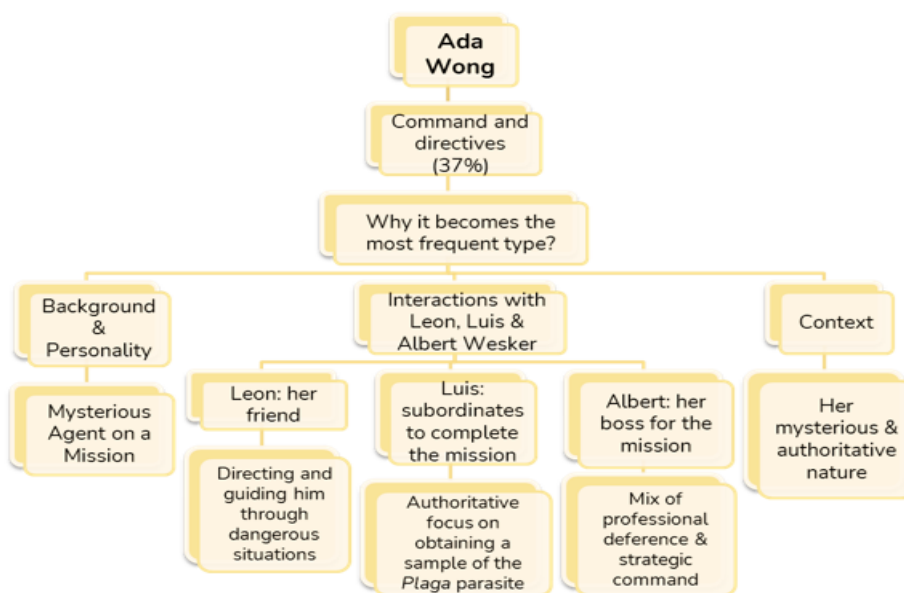 Ada
Wong
Command and
directives
(37%)
Why it becomes the
most frequent type?
Background
&
Personality
Interactions with
Leon, Luis &
Albert Wesker
Context
Mysterious
Agent on a
Mission
Leon: her
friend
Luis:
subordinates
to complete
the mission
Albert: her
boss for the
mission
Her
mysterious &
authoritative
nature
Directing and
guiding him
through
dangerous
situations
Authoritative
focus on
obtaining a
sample of the
Plaga parasite
Mix of
professional
deference &
strategic
command